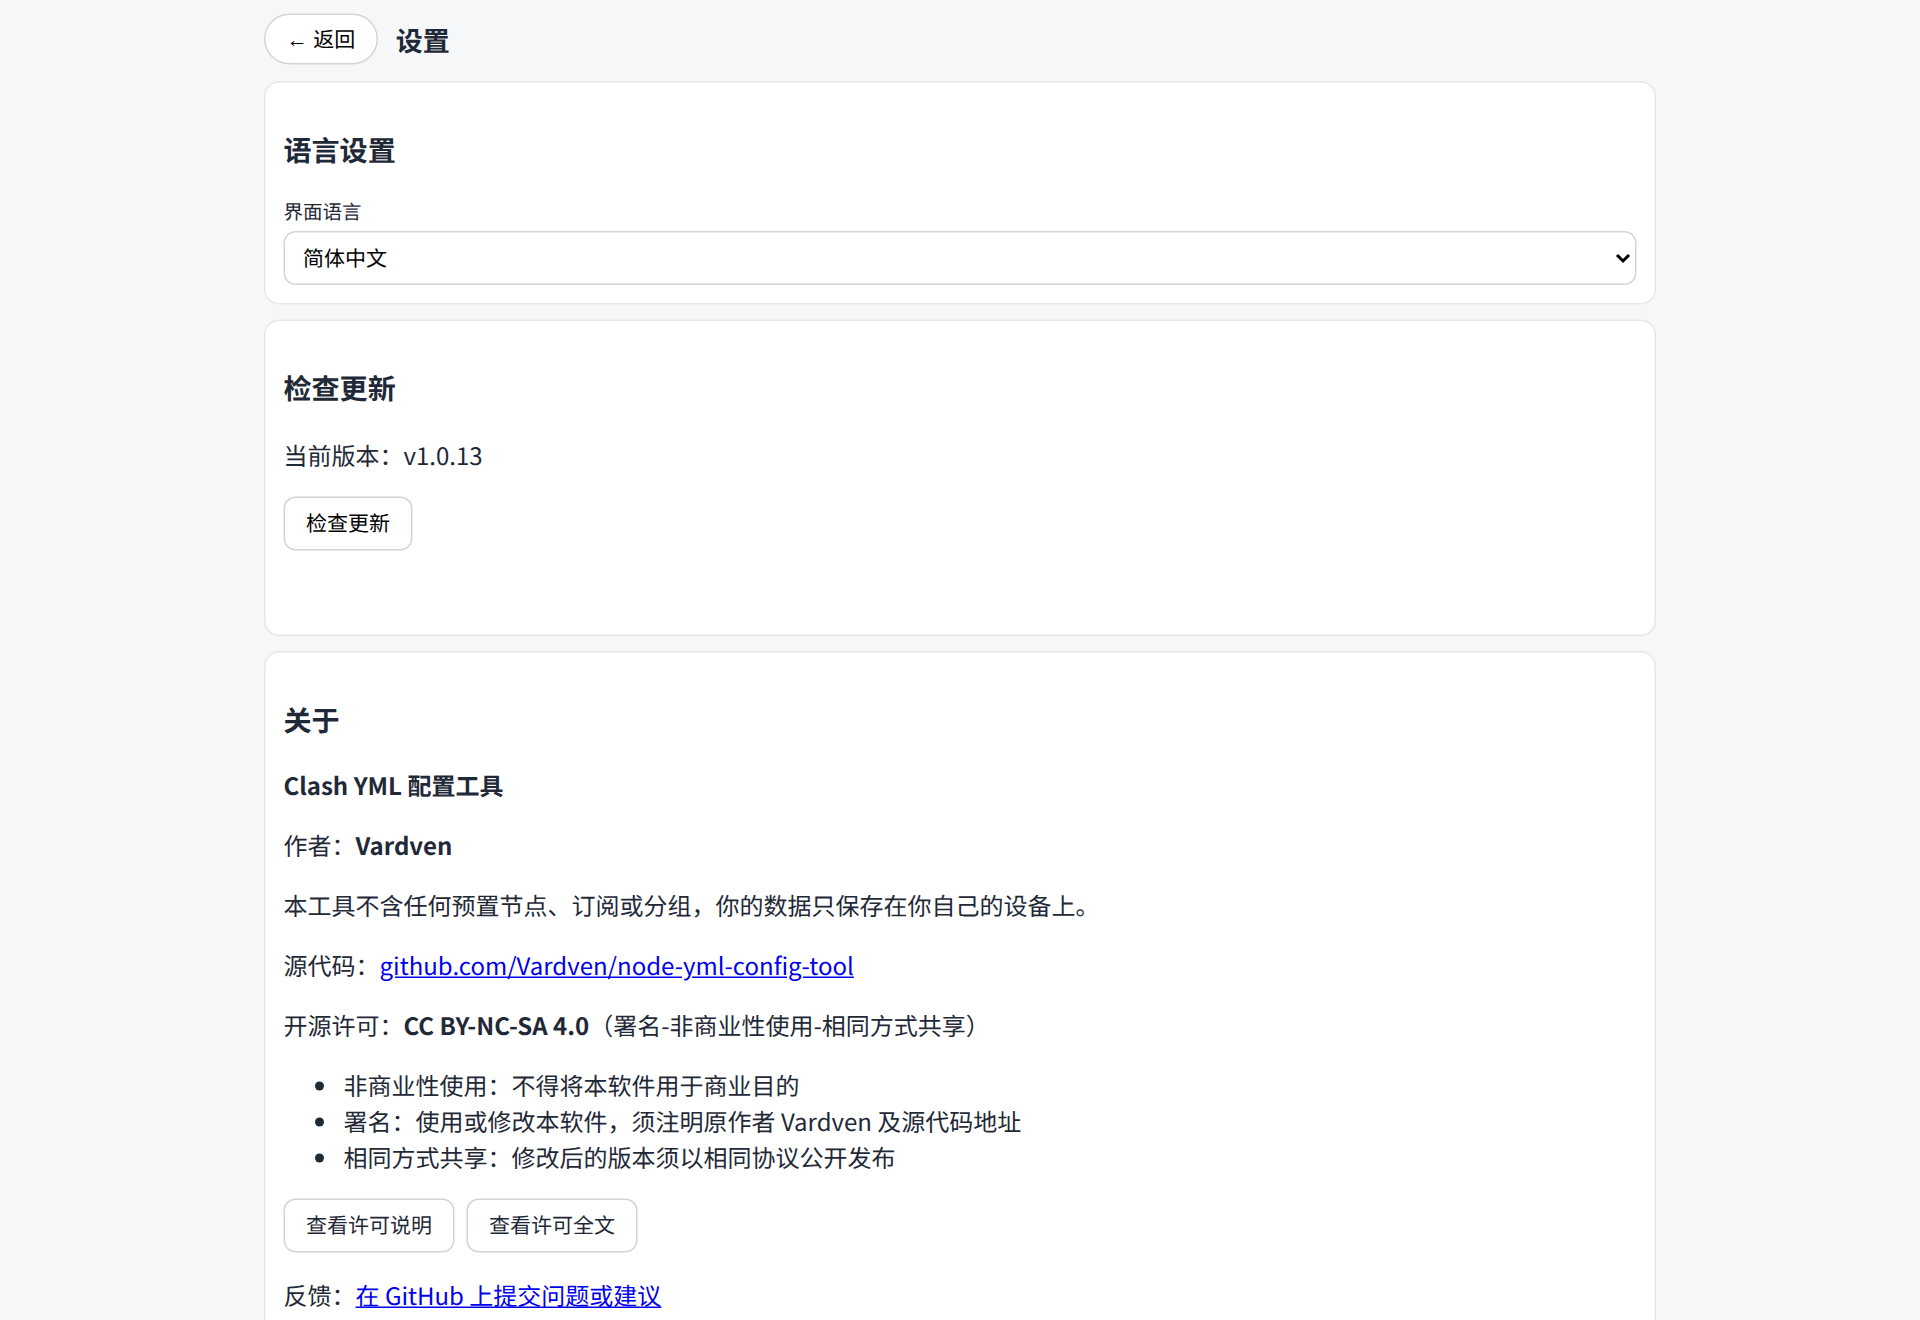 ← 返回
设置
语言设置
界面语言
简体中文
检查更新
当前版本：v1.0.13
检查更新
关于
Clash YML 配置工具
作者：Vardven
本工具不含任何预置节点、订阅或分组，你的数据只保存在你自己的设备上。
源代码：github.com/Vardven/node-yml-config-tool
开源许可：CC BY-NC-SA 4.0（署名-非商业性使用-相同方式共享）
• 非商业性使用：不得将本软件用于商业目的
• 署名：使用或修改本软件，须注明原作者 Vardven 及源代码地址
• 相同方式共享：修改后的版本须以相同协议公开发布
查看许可说明
查看许可全文
反馈：在 GitHub 上提交问题或建议